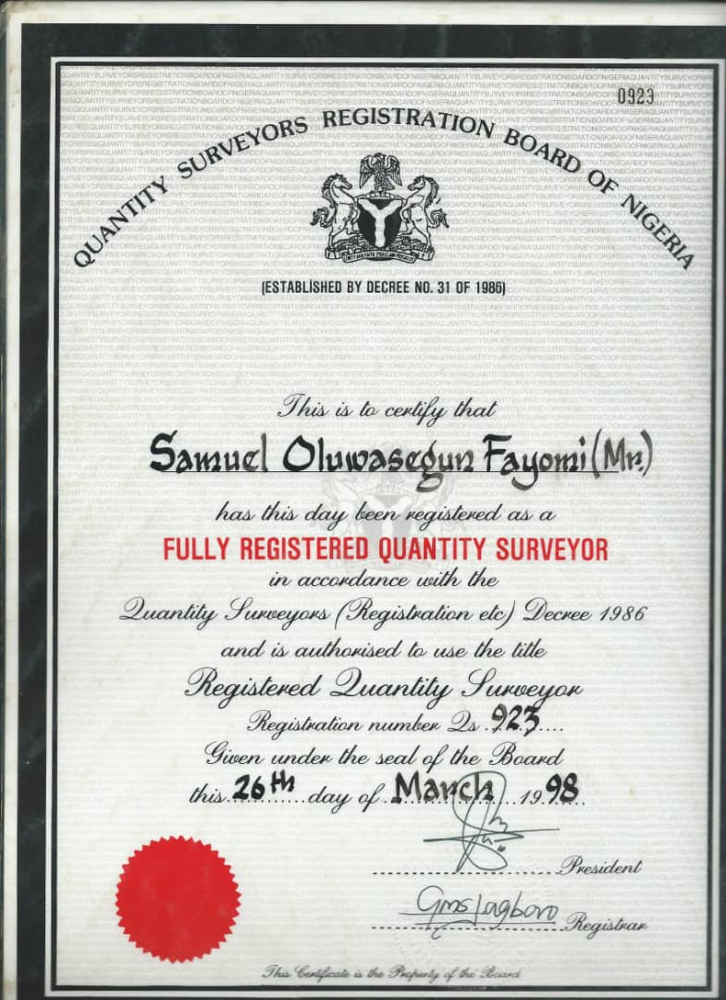 0923
QUANTITY SURVEYORS REGISTRATION BOARD OF NIGERIA
(ESTABLISHED BY DECREE NO. 31 OF 1986)
This is to certify that
Samuel Oluwasegun Fayomi (Mr.)
has this day been registered as a
FULLY REGISTERED QUANTITY SURVEYOR
in accordance with the
Quantity Surveyors (Registration etc) Decree 1986
and is authorised to use the title
Registered Quantity Surveyor
Registration number Qs .923....
Given under the seal of the Board
this 26th day of March 1998
President
Registrar
This Certificate is the Property of the Board